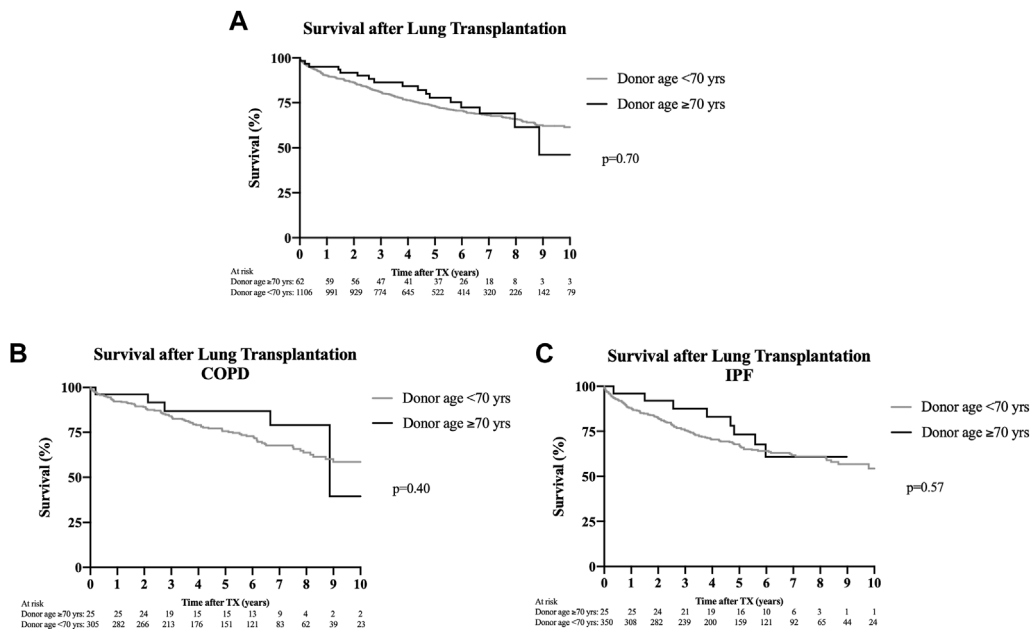 A
Survival after Lung Transplantation
100
75
50
25
0
Survival (%)
Donor age <70 yrs
Donor age ≥70 yrs
p=0.70
0 1 2 3 4 5 6 7 8 9 10
Time after TX (years)
At risk
Donor age ≥70 yrs: 62 59 56 47 41 37 26 18 8 3 3
Donor age <70 yrs: 1106 991 929 774 645 522 414 320 226 142 79
B
Survival after Lung Transplantation
COPD
100
75
50
25
0
Survival (%)
Donor age <70 yrs
Donor age ≥70 yrs
p=0.40
0 1 2 3 4 5 6 7 8 9 10
Time after TX (years)
At risk
Donor age ≥70 yrs: 25 25 24 19 15 15 13 9 4 2 2
Donor age <70 yrs: 305 282 266 213 176 151 121 83 62 39 23
C
Survival after Lung Transplantation
IPF
100
75
50
25
0
Survival (%)
Donor age <70 yrs
Donor age ≥70 yrs
p=0.57
0 1 2 3 4 5 6 7 8 9 10
Time after TX (years)
At risk
Donor age ≥70 yrs: 25 25 24 21 19 16 10 6 3 1 1
Donor age <70 yrs: 350 308 282 239 200 159 121 92 65 44 24